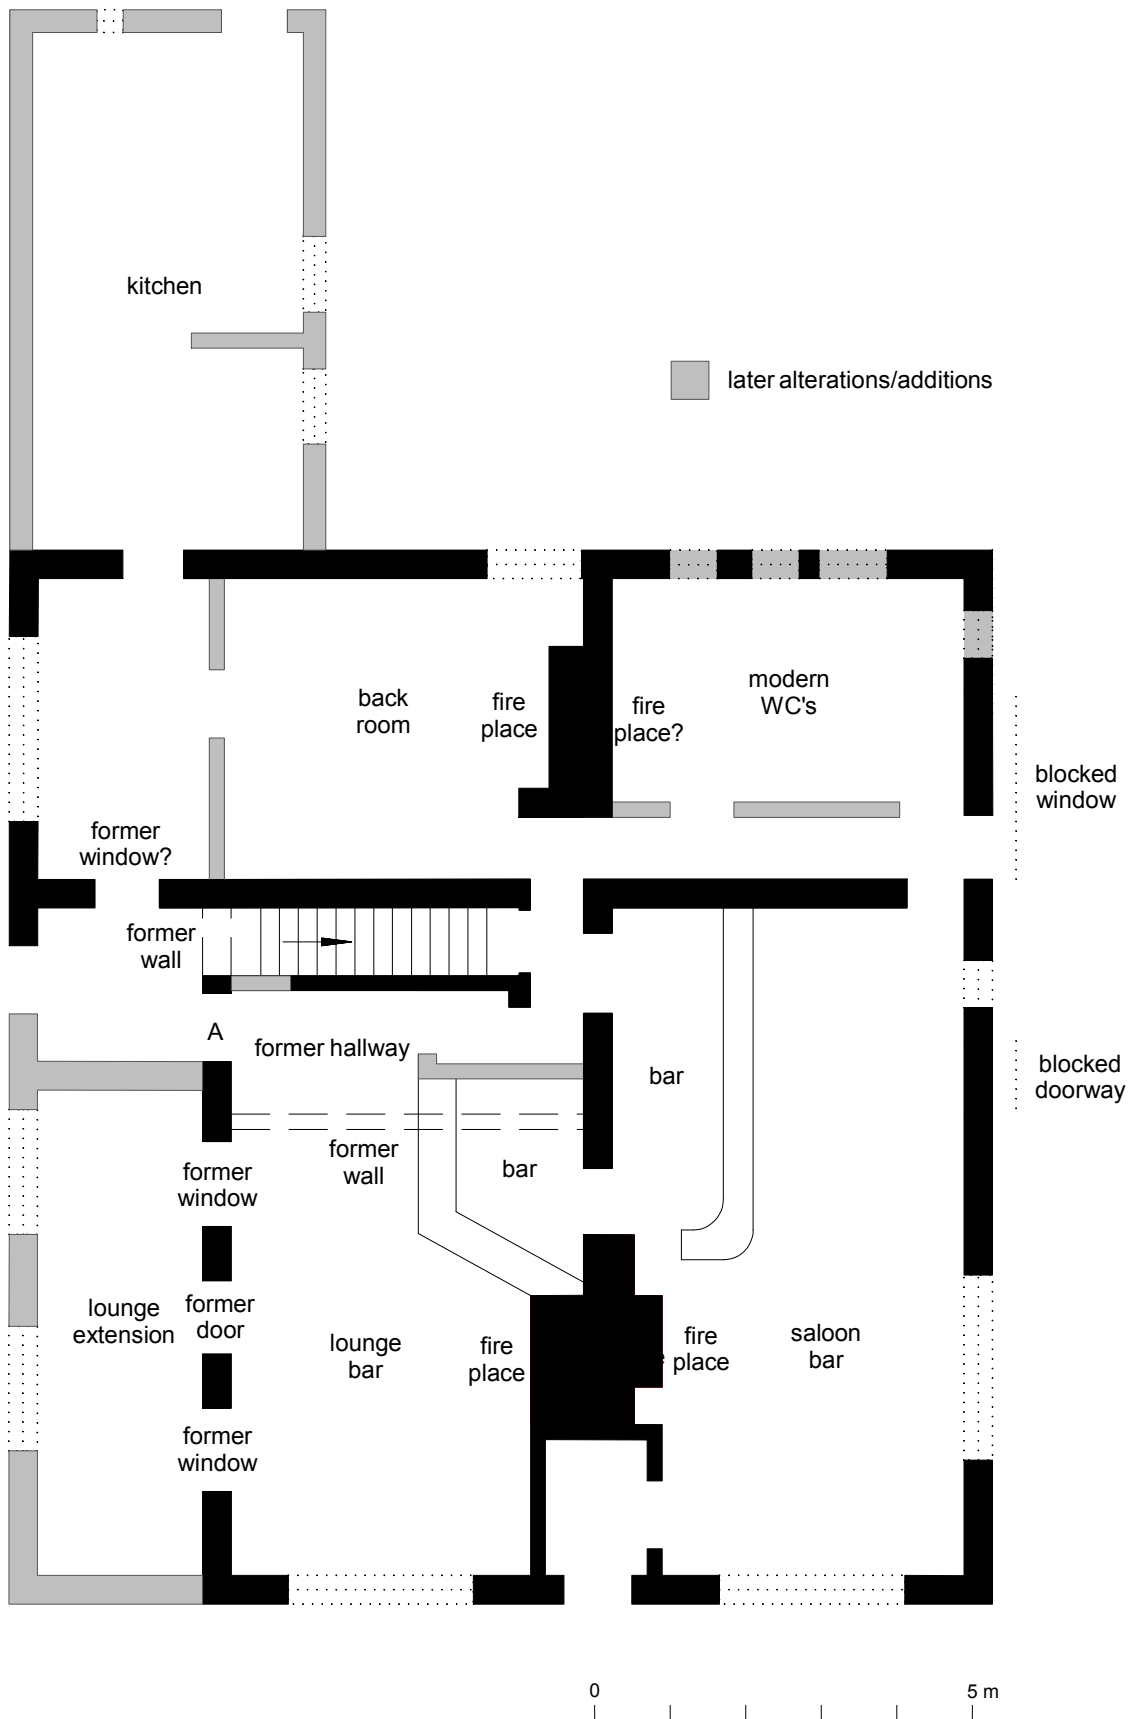 kitchen
later alterations/additions
back
room
fire
place
fire
place?
modern
WC's
blocked
window
former
window?
former
wall
A
former hallway
bar
blocked
doorway
former
wall
bar
former
window
lounge
extension
former
door
lounge
bar
fire
place
fire
place
saloon
bar
former
window
0
5 m